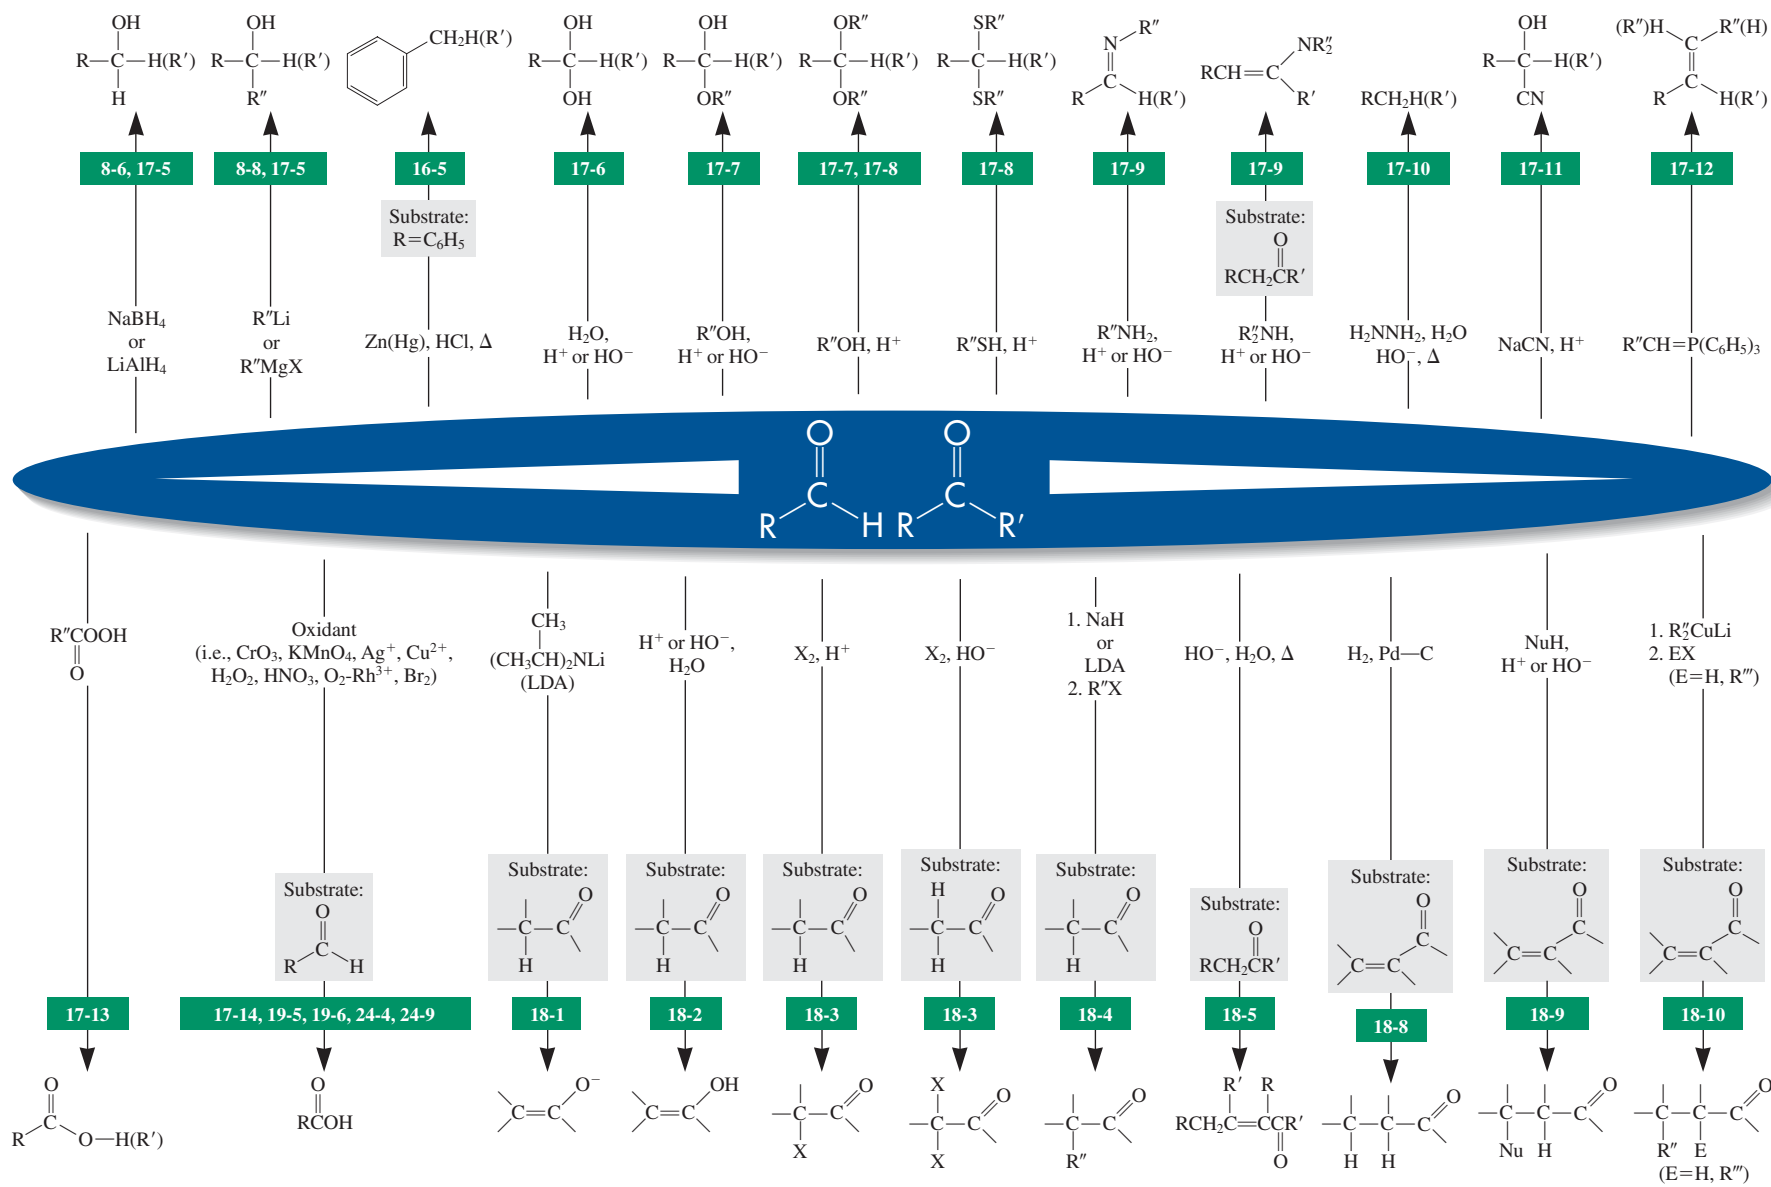 OH
R—C—H(R′)
H
8-6, 17-5
NaBH₄
or
LiAlH₄
OH
R—C—H(R′)
R″
8-8, 17-5
R″Li
or
R″MgX
CH₂H(R′)
16-5
Substrate:
R=C₆H₅
Zn(Hg), HCl, Δ
OH
R—C—H(R′)
OH
17-6
H₂O,
H⁺ or HO⁻
OH
R—C—H(R′)
OR″
17-7
R″OH,
H⁺ or HO⁻
OR″
R—C—H(R′)
OR″
17-7, 17-8
R″OH, H⁺
SR″
R—C—H(R′)
SR″
17-8
R″SH, H⁺
N R″
C
R H(R′)
17-9
R″NH₂,
H⁺ or HO⁻
NR″₂
RCH=C
R′
17-9
Substrate:
O
RCH₂CR′
R″₂NH,
H⁺ or HO⁻
RCH₂H(R′)
17-10
H₂NNH₂, H₂O
HO⁻, Δ
OH
R—C—H(R′)
CN
17-11
NaCN, H⁺
(R″)H R″(H)
C
C
R H(R′)
17-12
R″CH=P(C₆H₅)₃
O O
C C
R H R R′
R″COOH
O
17-13
O
C
R O—H(R′)
Oxidant
(i.e., CrO₃, KMnO₄, Ag⁺, Cu²⁺,
H₂O₂, HNO₃, O₂-Rh³⁺, Br₂)
Substrate:
O
C
R H
17-14, 19-5, 19-6, 24-4, 24-9
O
RCOH
CH₃
(CH₃CH)₂NLi
(LDA)
Substrate:
O
C—C
H
18-1
O⁻
C=C
H⁺ or HO⁻,
H₂O
Substrate:
O
C—C
H
18-2
OH
C=C
X₂, H⁺
Substrate:
O
C—C
H
18-3
O
C—C
X
X₂, HO⁻
Substrate:
H O
C—C
H
18-3
X O
C—C
X
1. NaH
or
LDA
2. R″X
Substrate:
O
C—C
H
18-4
O
C—C
R″
HO⁻, H₂O, Δ
Substrate:
O
RCH₂CR′
18-5
R′ R
RCH₂C=CCR′
O
H₂, Pd—C
Substrate:
O
C
C=C
18-8
O
C—C—C
H H
NuH,
H⁺ or HO⁻
Substrate:
O
C
C=C
18-9
O
C—C—C
Nu H
1. R″₂CuLi
2. EX
(E=H, R‴)
Substrate:
O
C
C=C
18-10
O
C—C—C
R″ E
(E=H, R‴)